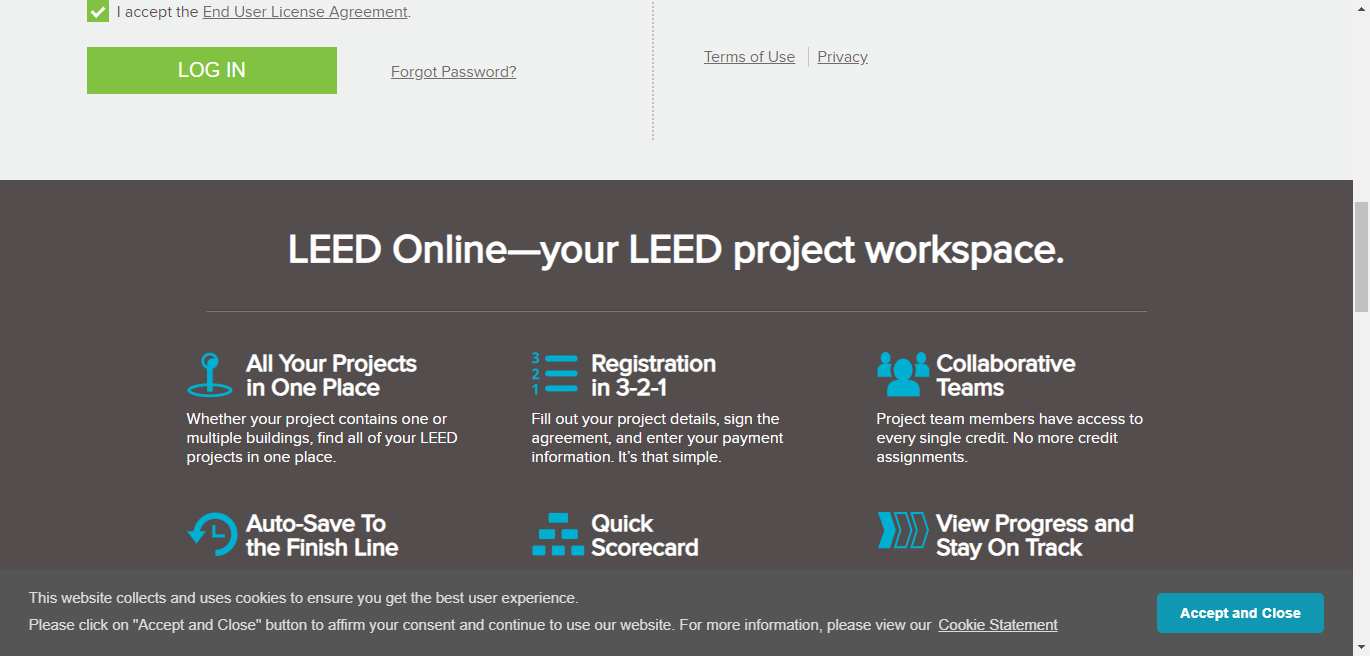 I accept the End User License Agreement.
LOG IN
Forgot Password?
Terms of Use
Privacy
LEED Online—your LEED project workspace.
All Your Projects
in One Place
Whether your project contains one or
multiple buildings, find all of your LEED
projects in one place.
3
2
1
Registration
in 3-2-1
Fill out your project details, sign the
agreement, and enter your payment
information. It’s that simple.
Collaborative
Teams
Project team members have access to
every single credit. No more credit
assignments.
Auto-Save To
the Finish Line
Quick
Scorecard
View Progress and
Stay On Track
This website collects and uses cookies to ensure you get the best user experience.
Please click on "Accept and Close" button to affirm your consent and continue to use our website. For more information, please view our Cookie Statement
Accept and Close